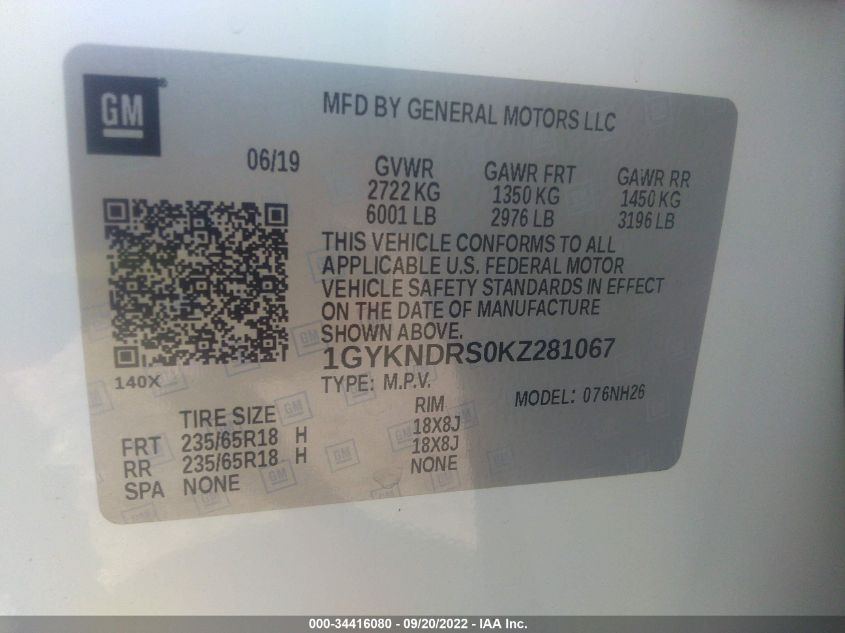 GM ®
MFD BY GENERAL MOTORS LLC
06/19 GVWR GAWR FRT GAWR RR
2722 KG 1350 KG 1450 KG
6001 LB 2976 LB 3196 LB
THIS VEHICLE CONFORMS TO ALL
APPLICABLE U.S. FEDERAL MOTOR
VEHICLE SAFETY STANDARDS IN EFFECT
ON THE DATE OF MANUFACTURE
SHOWN ABOVE.
1GYKNDRS0KZ281067
140X TYPE: M.P.V. MODEL: 076NH26
TIRE SIZE RIM
FRT 235/65R18 H 18X8J
RR 235/65R18 H 18X8J
SPA NONE NONE
000-34416080 - 09/20/2022 - IAA Inc.